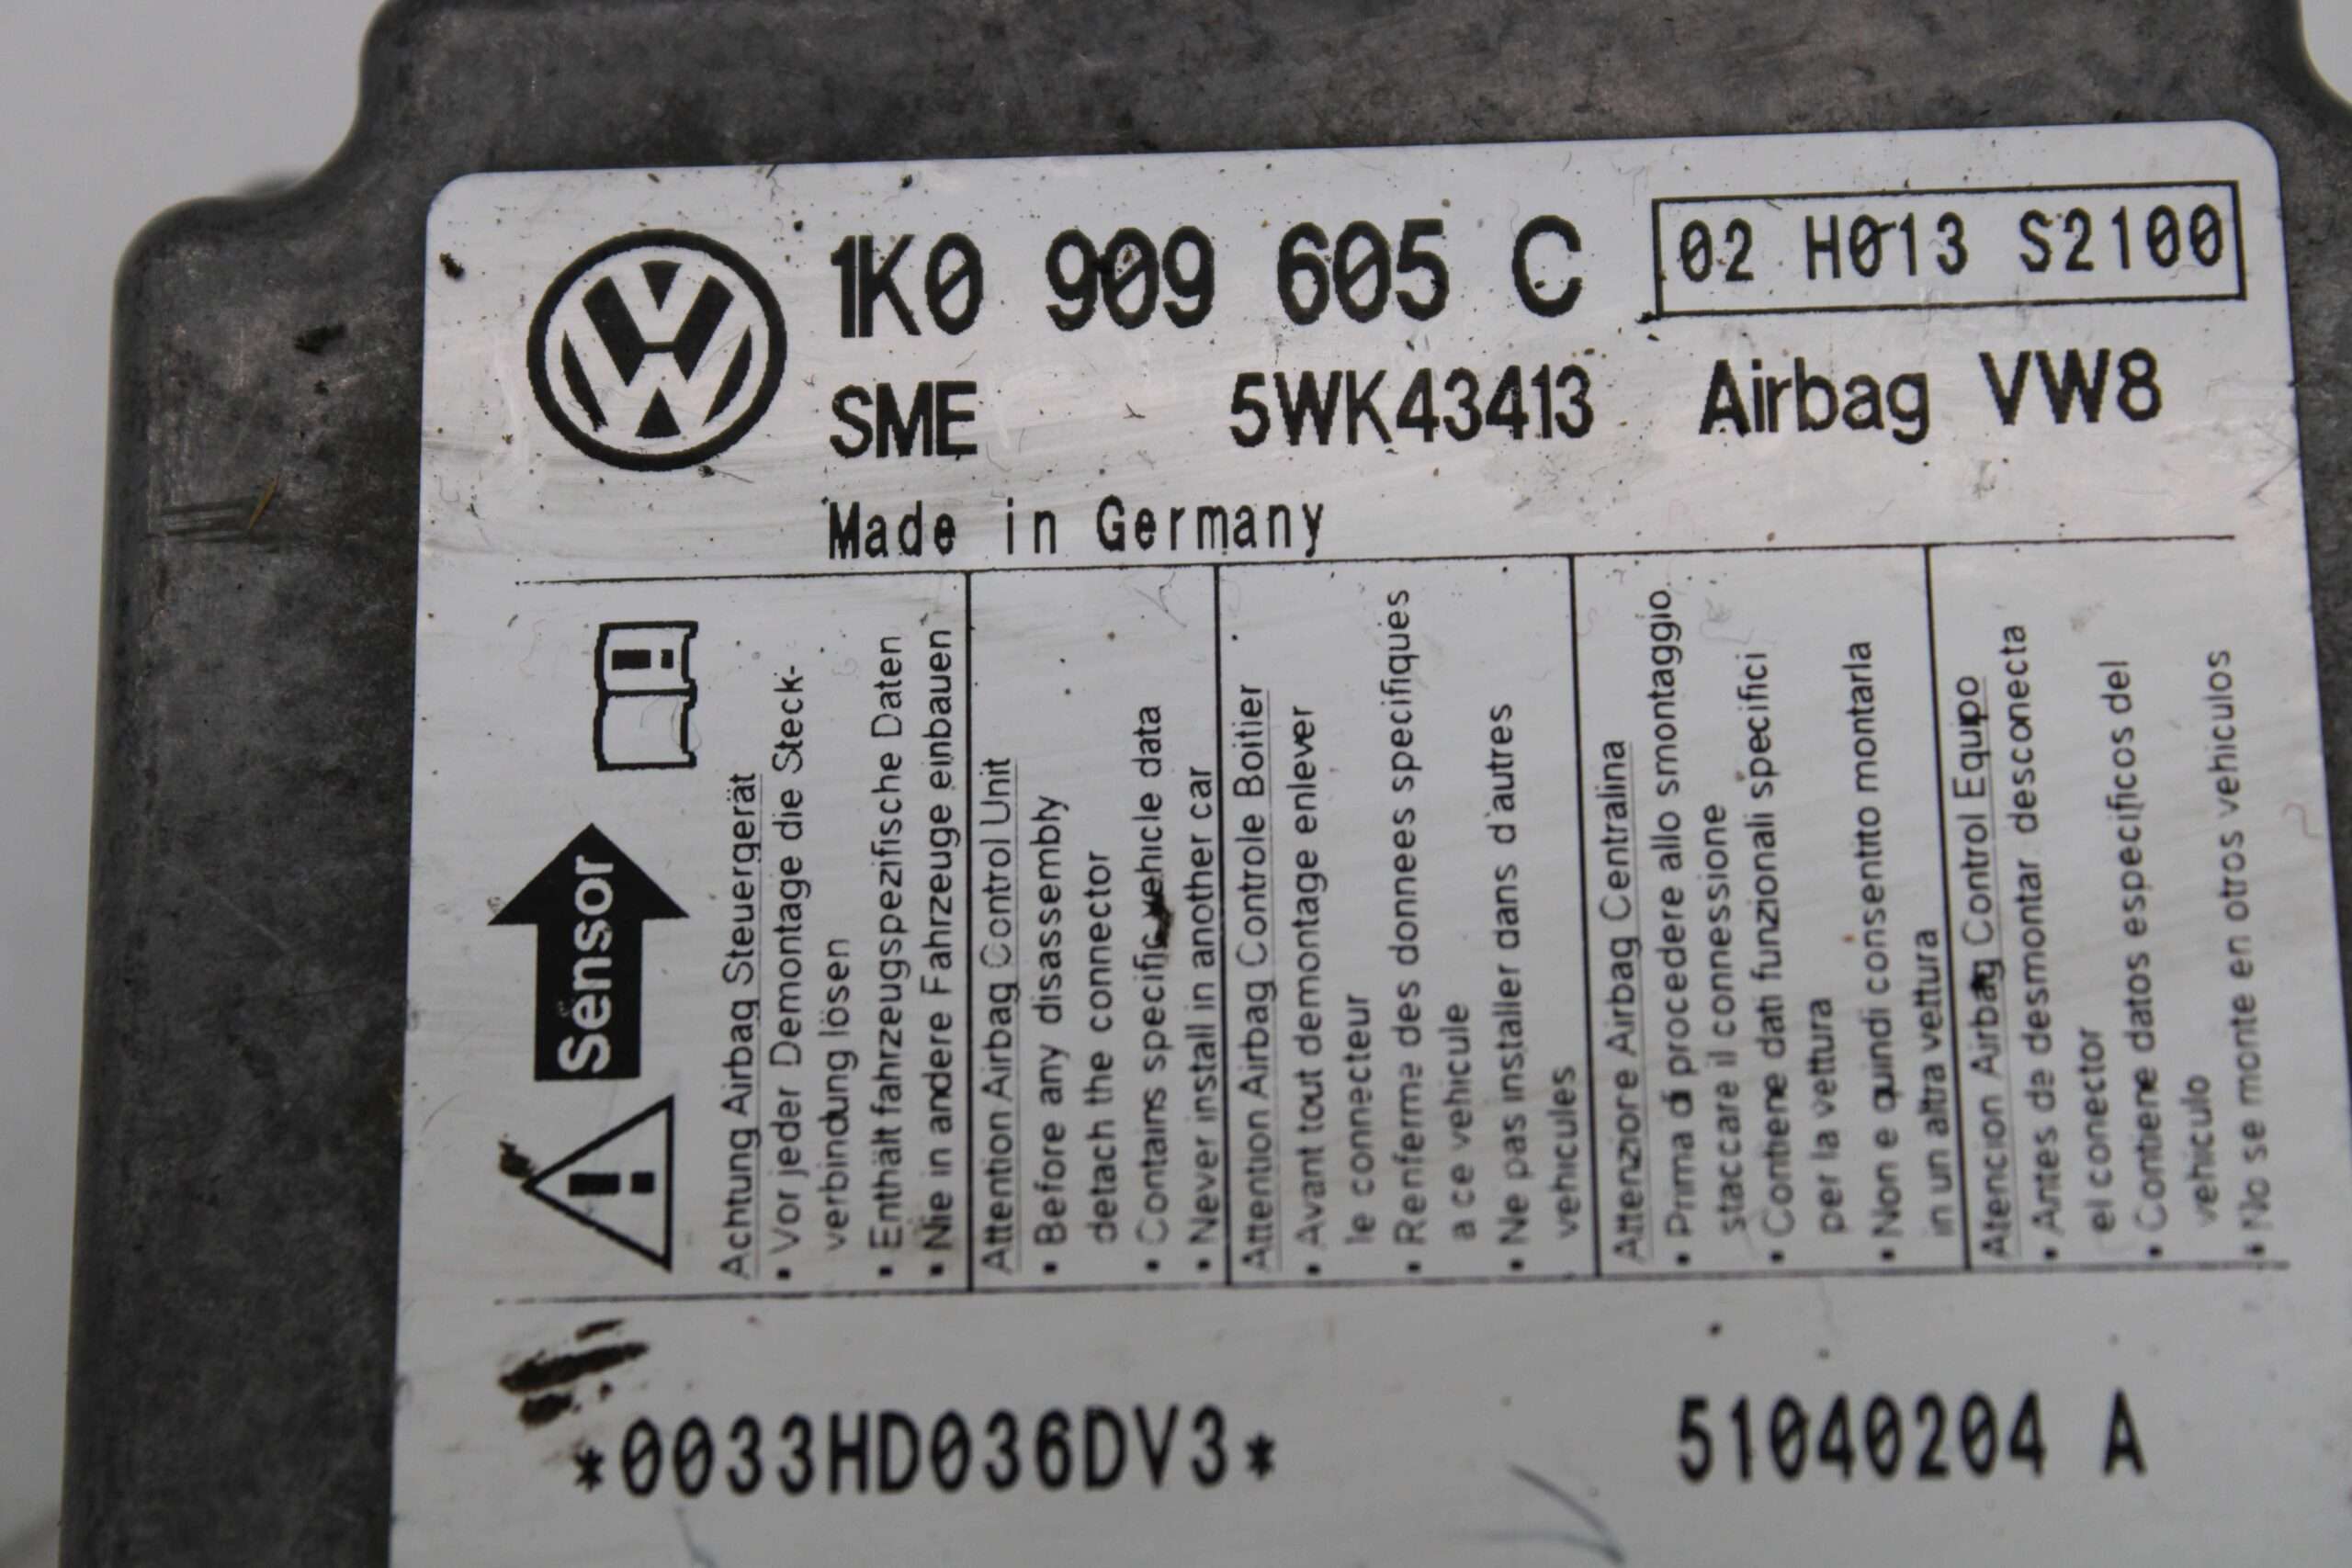 1K0 909 605 C
02 H013 S2100
SME 5WK43413 Airbag VW8
Made in Germany
Sensor
Achtung Airbag Steuergerät
• Vor jeder Demontage die Steck-
verbindung lösen
• Enthält fahrzeugspezifische Daten
• Nie in andere Fahrzeuge einbauen
Attention Airbag Control Unit
• Before any disassembly
detach the connector
• Contains specific vehicle data
• Never install in another car
Attention Airbag Controle Boitier
• Avant tout demontage enlever
le connecteur
• Renferme des donnees specifiques
a ce vehicule
• Ne pas installer dans d'autres
vehicules
Attenzione Airbag Centralina
• Prima di procedere allo smontaggio
staccare il connessione
• Contiene dati funzionali specifici
per la vettura
• Non e quindi consentito montarla
in un altra vettura
Atencion Airbag Control Equipo
• Antes de desmontar desconecta
el conector
• Contiene datos especificos del
vehiculo
• No se monte en otros vehiculos
*0033HD036DV3* 51040204 A